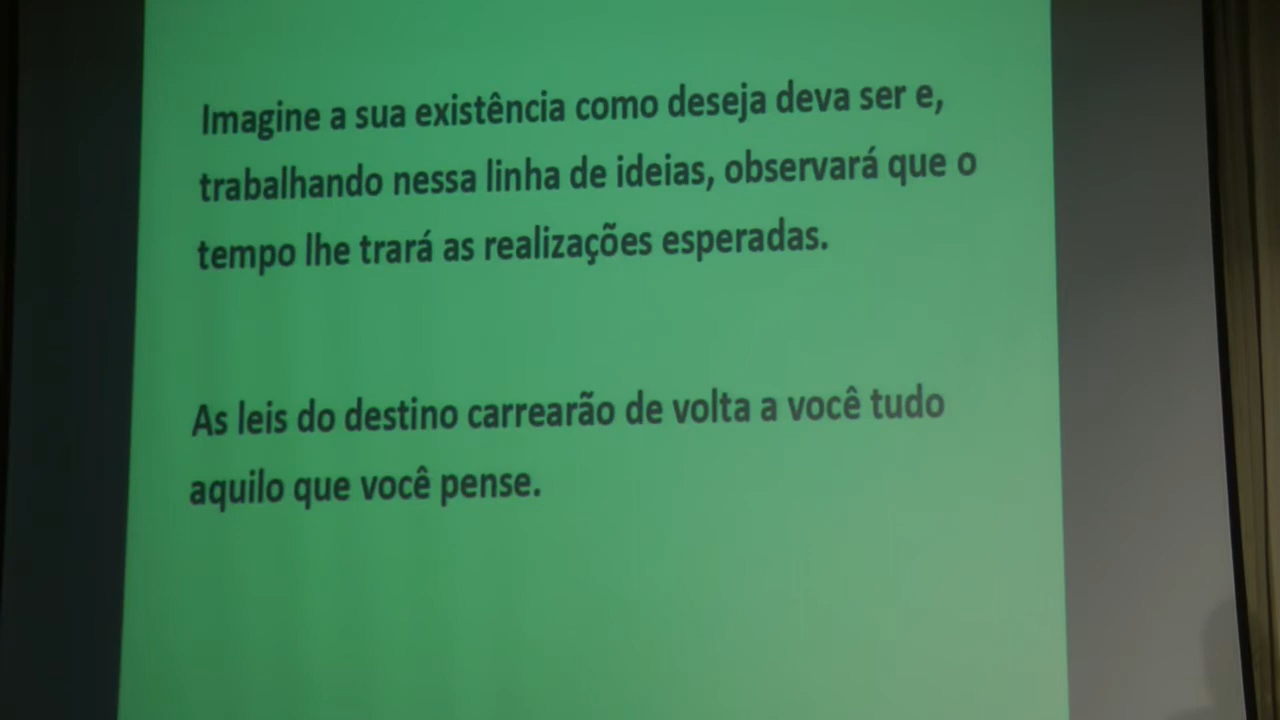 Imagine a sua existência como deseja deva ser e,
trabalhando nessa linha de ideias, observará que o
tempo lhe trará as realizações esperadas.
As leis do destino carrearão de volta a você tudo
aquilo que você pense.